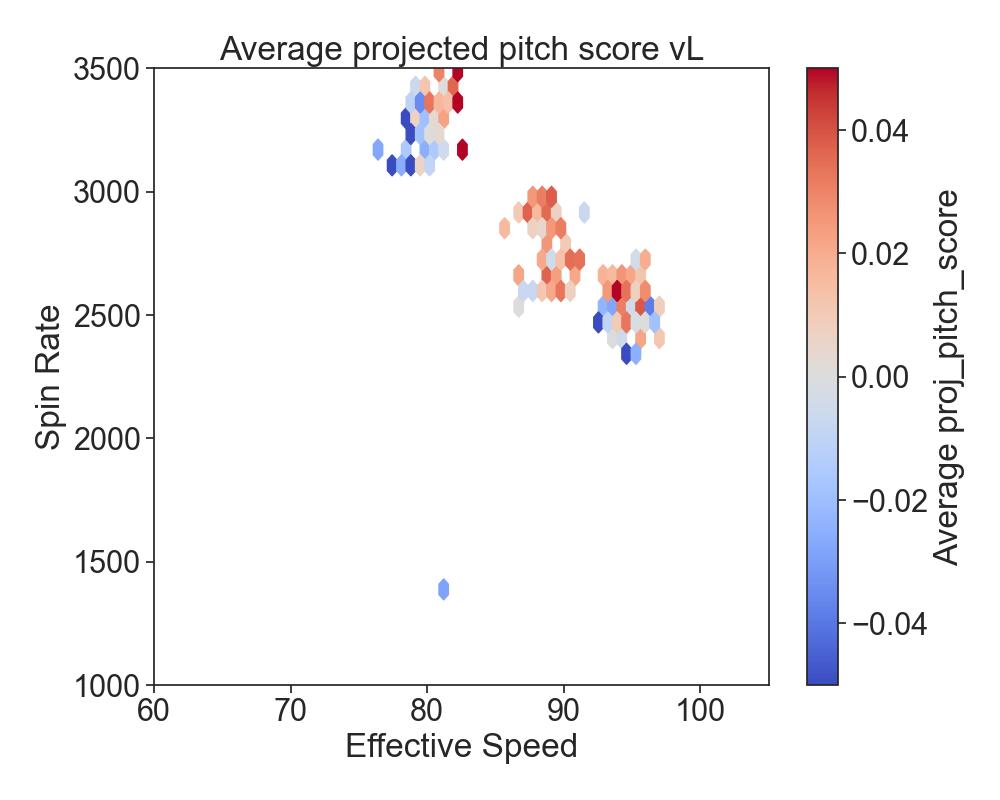 Average projected pitch score vL
3500
3000
2500
2000
1500
1000
Spin Rate
60 70 80 90 100
Effective Speed
0.04
0.02
0.00
−0.02
−0.04
Average proj_pitch_score